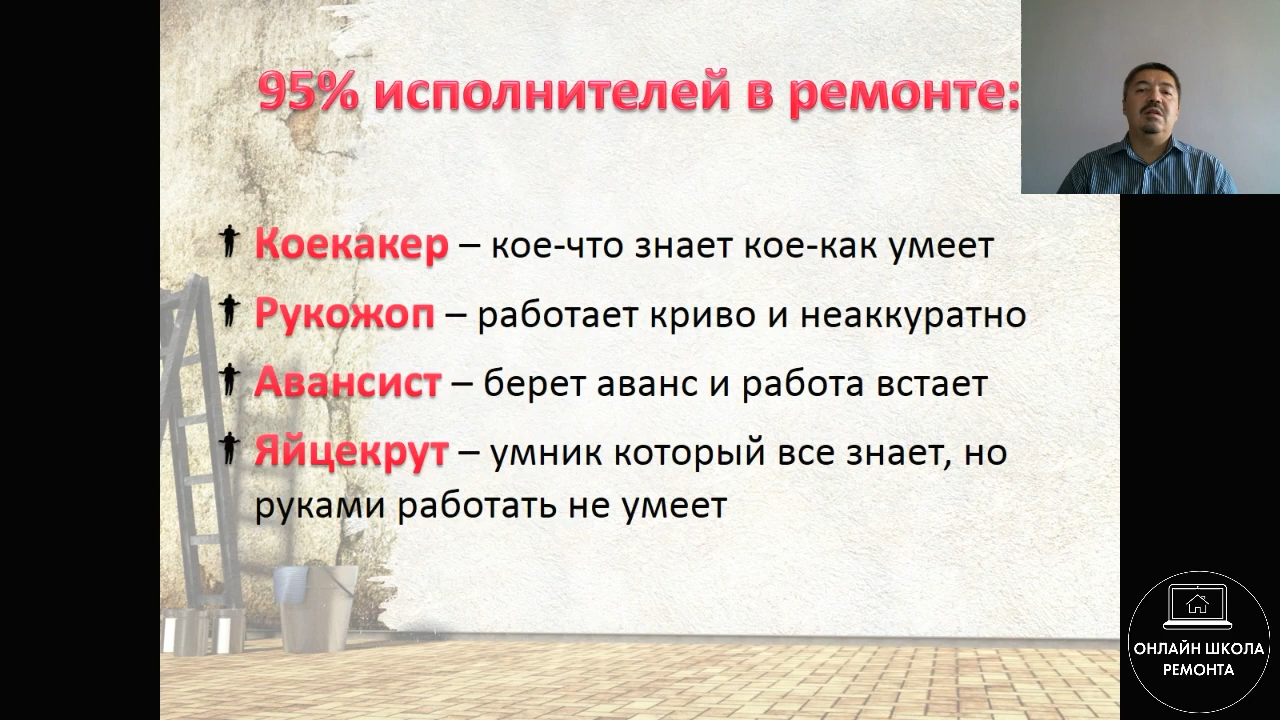 95% исполнителей в ремонте:
Коекакер – кое-что знает кое-как умеет
Рукожоп – работает криво и неаккуратно
Авансист – берет аванс и работа встает
Яйцекрут – умник который все знает, но
руками работать не умеет
ОНЛАЙН ШКОЛА
РЕМОНТА